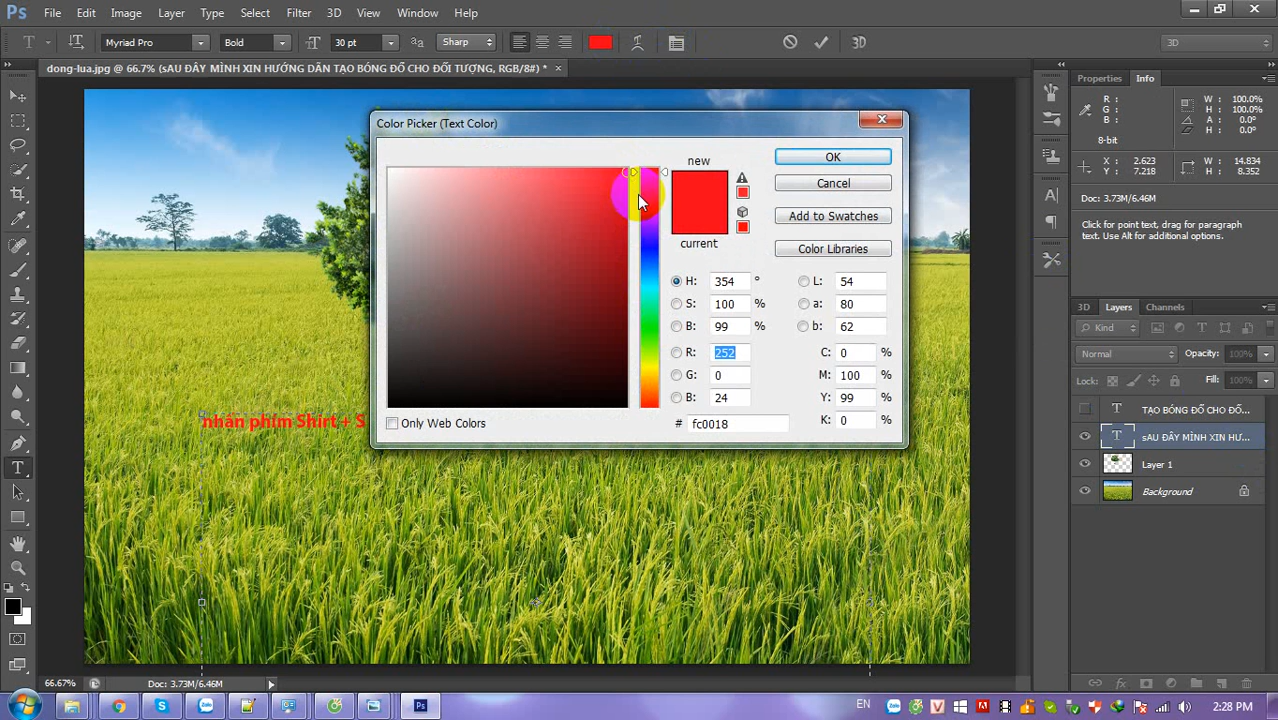 Ps File Edit Image Layer Type Select Filter 3D View Window Help
T Myriad Pro Bold 30 pt aa Sharp 3D 3D
dong-lua.jpg @ 66.7% (sAU ĐÂY MÌNH XIN HƯỚNG DẪN TẠO BÓNG ĐỔ CHO ĐỐI TƯỢNG, RGB/8#) * ×
Color Picker (Text Color)
new
current
OK
Cancel
Add to Swatches
Color Libraries
H: 354 °
S: 100 %
B: 99 %
R: 252
G: 0
B: 24
L: 54
a: 80
b: 62
C: 0 %
M: 100 %
Y: 99 %
K: 0 %
Only Web Colors
# fc0018
nhấn phím Shirt + S
Properties Info
R:
G:
B:
8-bit
W: 100.0%
H: 100.0%
A: 0.0°
H: 0.0°
X: 2.623
Y: 7.218
W: 14.834
H: 8.352
Doc: 3.73M/6.46M
Click for point text, drag for paragraph
text. Use Alt for additional options.
3D Layers Channels
Kind
Normal Opacity: 100%
Lock: Fill: 100%
T TẠO BÓNG ĐỔ CHO ĐỐ...
T sAU ĐÂY MÌNH XIN HƯ...
Layer 1
Background
66.67% Doc: 3.73M/6.46M
EN 2:28 PM